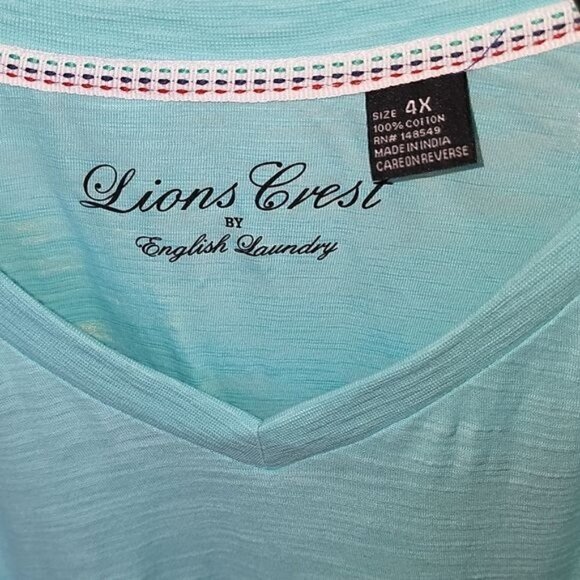 SIZE 4X
100% COTTON
RN# 148549
MADE IN INDIA
CARE ON REVERSE
Lions Crest
BY
English Laundry